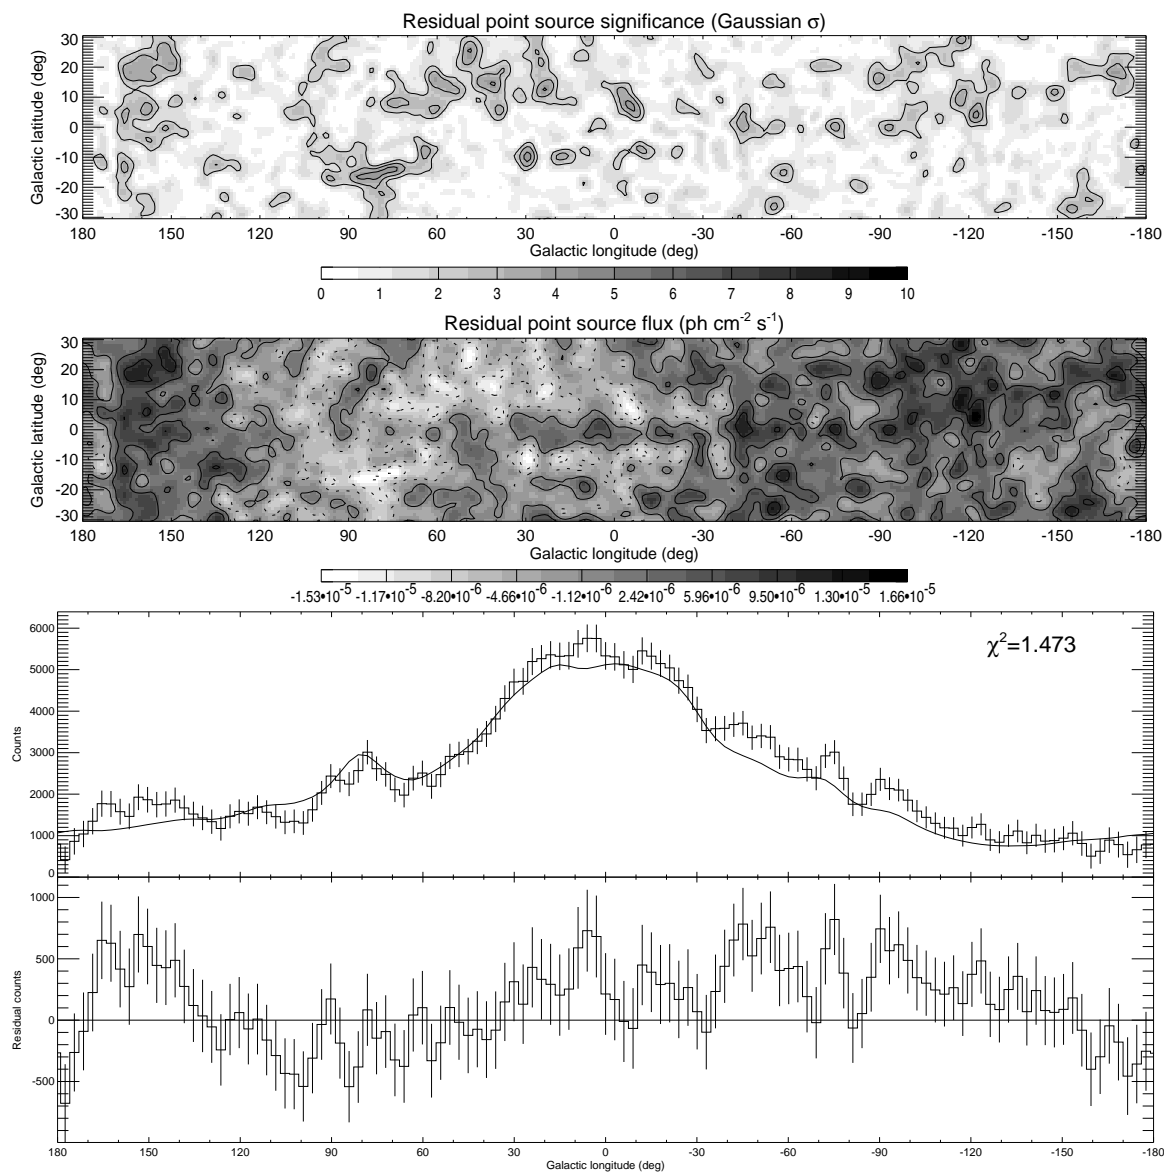 Residual point source significance (Gaussian σ)
Galactic latitude (deg)
30
20
10
0
-10
-20
-30
180 150 120 90 60 30 0 -30 -60 -90 -120 -150 -180
Galactic longitude (deg)
0 1 2 3 4 5 6 7 8 9 10
Residual point source flux (ph cm⁻² s⁻¹)
Galactic latitude (deg)
30
20
10
0
-10
-20
-30
180 150 120 90 60 30 0 -30 -60 -90 -120 -150 -180
Galactic longitude (deg)
-1.53•10⁻⁵ -1.17•10⁻⁵ -8.20•10⁻⁶ -4.66•10⁻⁶ -1.12•10⁻⁶ 2.42•10⁻⁶ 5.96•10⁻⁶ 9.50•10⁻⁶ 1.30•10⁻⁵ 1.66•10⁻⁵
χ²=1.473
Counts
6000
5000
4000
3000
2000
1000
0
Residual counts
1000
500
0
-500
180 150 120 90 60 30 0 -30 -60 -90 -120 -150 -180
Galactic longitude (deg)